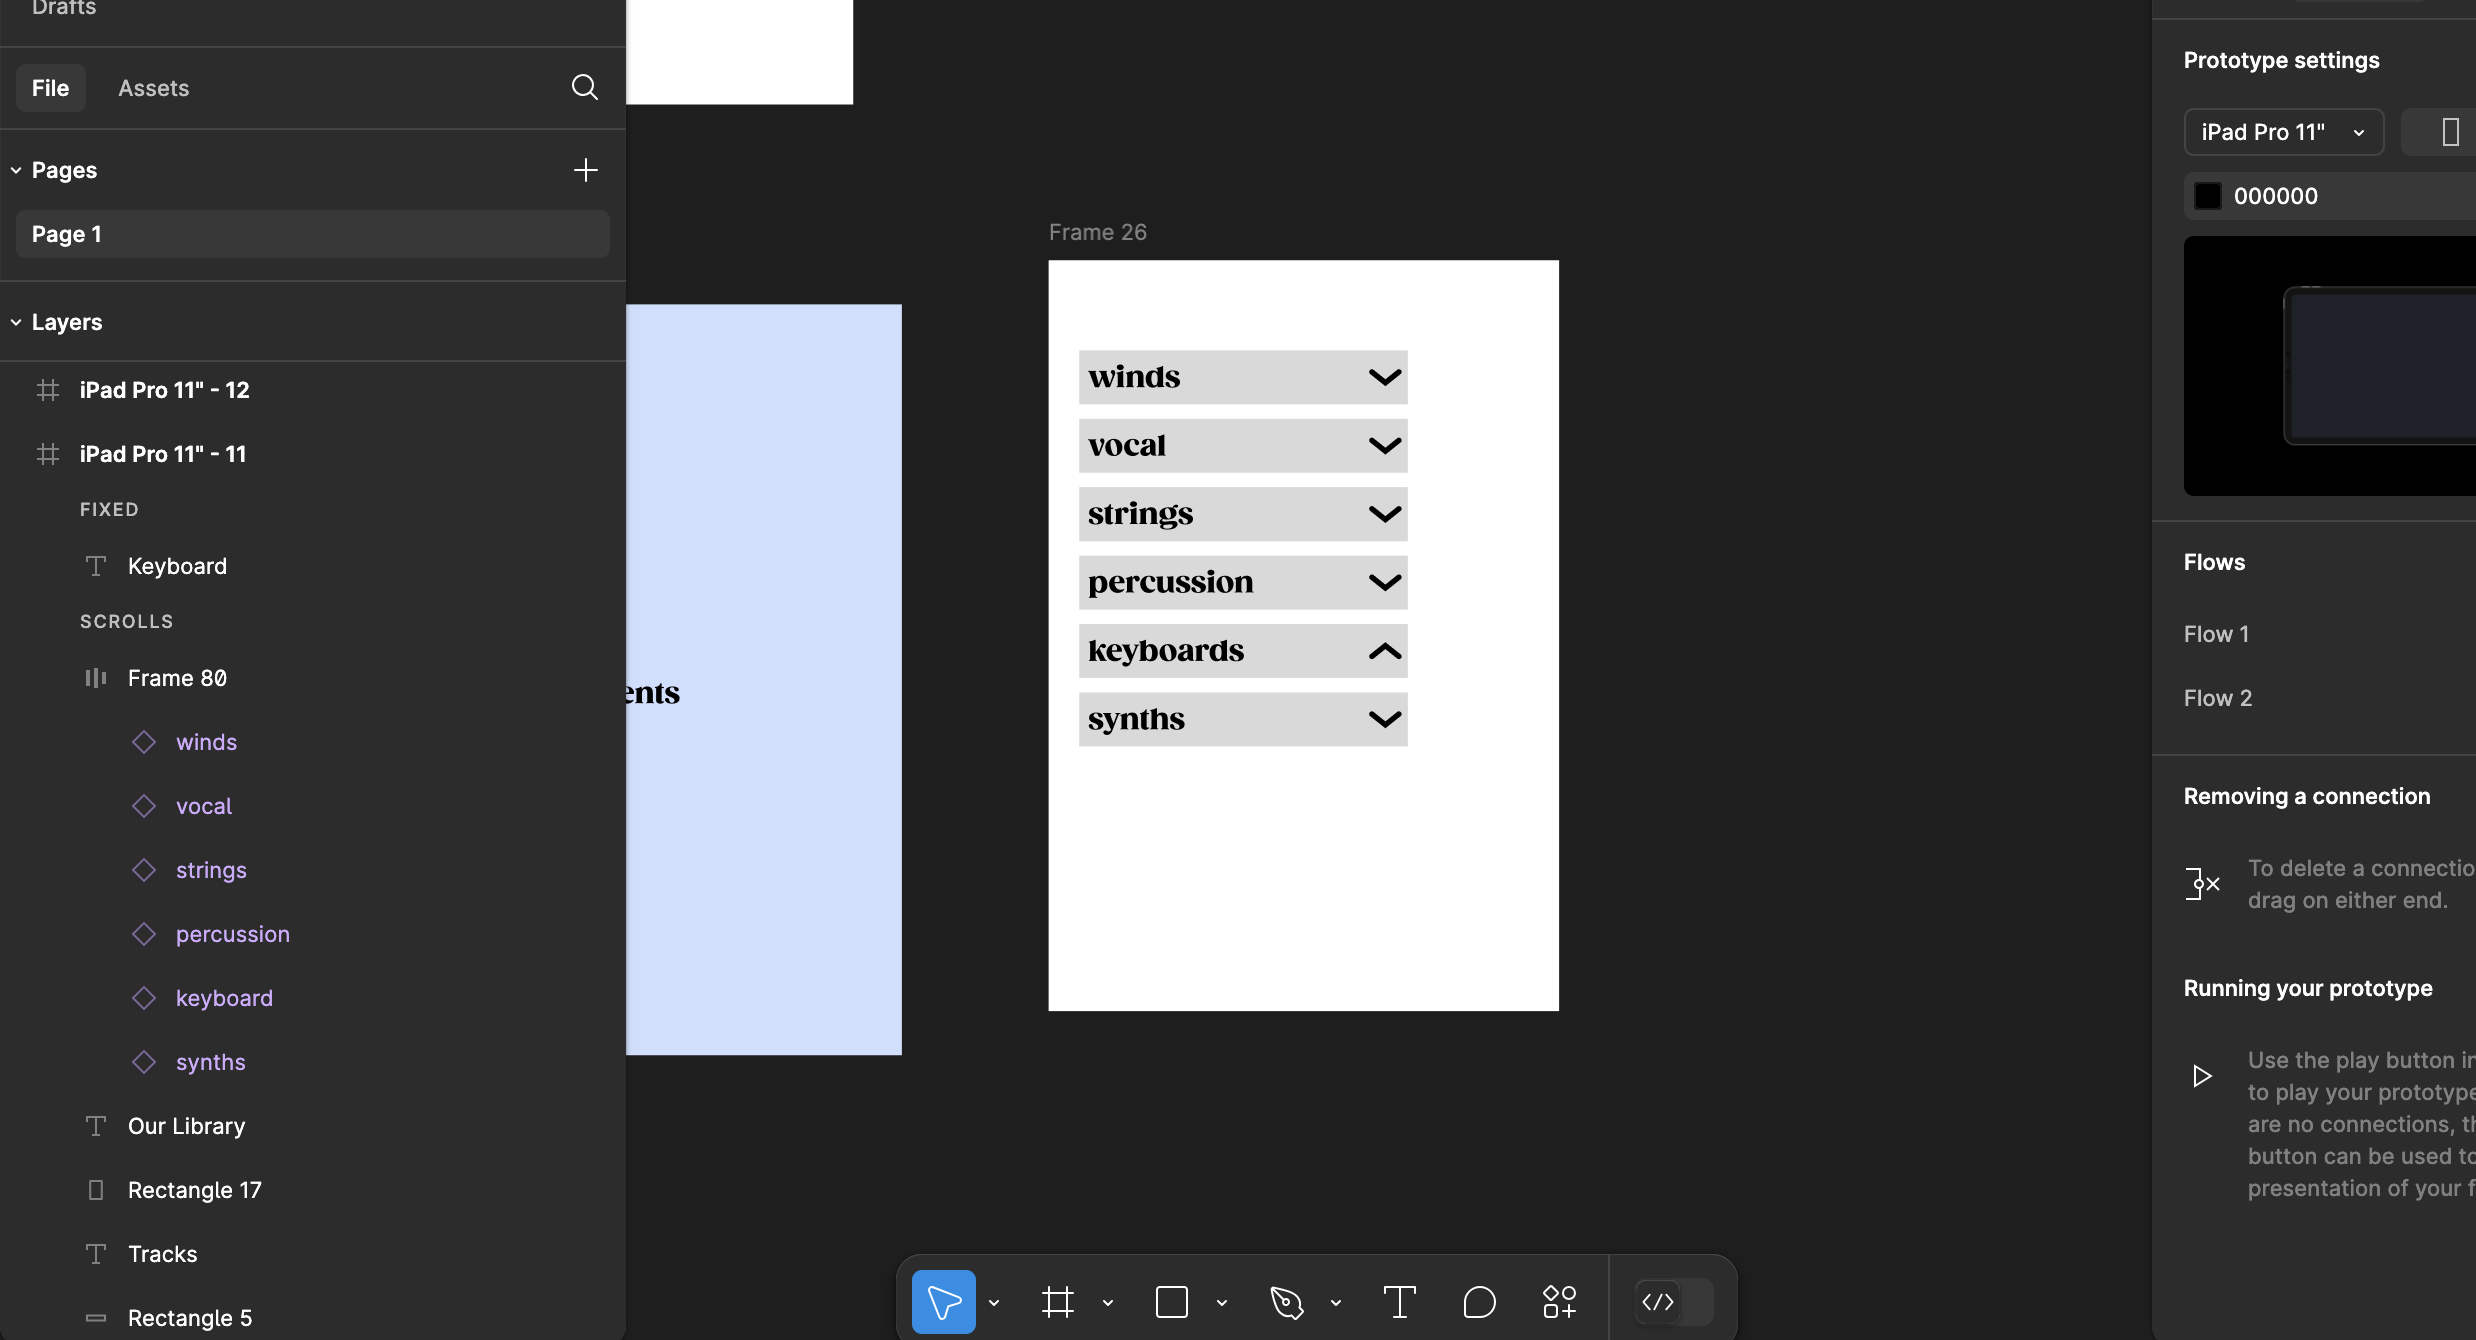 Drafts
File
Assets
Pages
Page 1
Layers
iPad Pro 11" - 12
iPad Pro 11" - 11
FIXED
Keyboard
SCROLLS
Frame 80
winds
vocal
strings
percussion
keyboard
synths
Our Library
Rectangle 17
Tracks
Rectangle 5
ents
Frame 26
winds
vocal
strings
percussion
keyboards
synths
Prototype settings
iPad Pro 11"
000000
Flows
Flow 1
Flow 2
Removing a connection
To delete a connectio
drag on either end.
Running your prototype
Use the play button in
to play your prototype
are no connections, th
button can be used to
presentation of your f